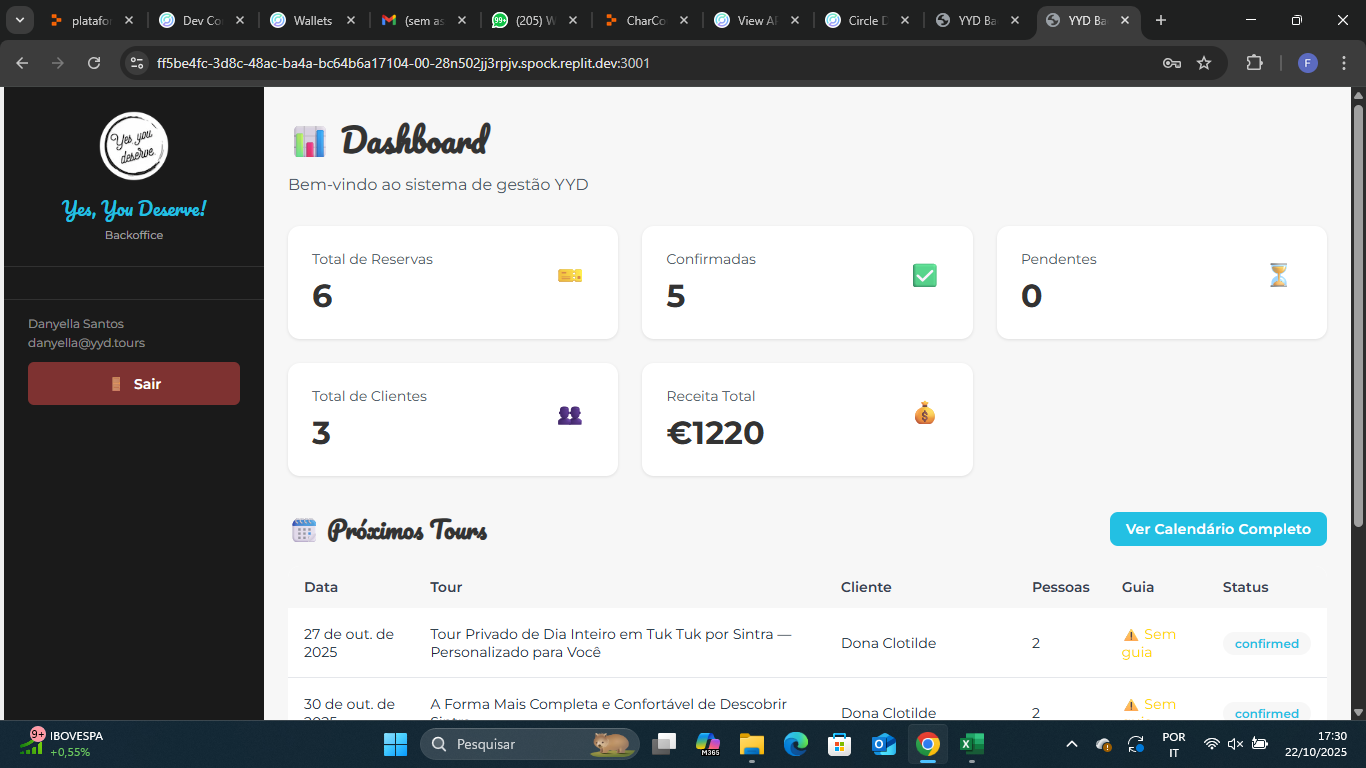 platafor
Dev Co
Wallets
(sem as
99+
(205) W
CharCo
View A
Circle D
YYD Ba
YYD Ba
ff5be4fc-3d8c-48ac-ba4a-bc64b6a17104-00-28n502jj3rpjv.spock.replit.dev:3001
F
Yes, you
deserve.
Yes, You Deserve!
Backoffice
Danyella Santos
danyella@yyd.tours
Sair
Dashboard
Bem-vindo ao sistema de gestão YYD
Total de Reservas
6
Confirmadas
5
Pendentes
0
Total de Clientes
3
Receita Total
€1220
Próximos Tours
Ver Calendário Completo
Data Tour Cliente Pessoas Guia Status
27 de out. de
2025
Tour Privado de Dia Inteiro em Tuk Tuk por Sintra —
Personalizado para Você
Dona Clotilde
2
Sem
guia
confirmed
30 de out. de
2025
A Forma Mais Completa e Confortável de Descobrir
Sintra
Dona Clotilde
2
Sem
confirmed
9+
IBOVESPA
+0,55%
Pesquisar
M365
POR
IT
17:30
22/10/2025